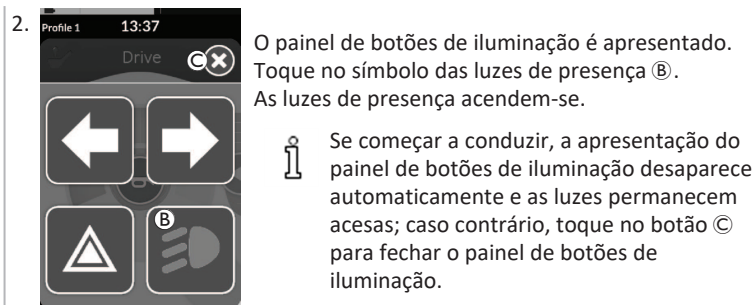 2.
Profile 1 13:37
Drive
Ⓒ
Ⓑ
O painel de botões de iluminação é apresentado.
Toque no símbolo das luzes de presença Ⓑ.
As luzes de presença acendem-se.
Se começar a conduzir, a apresentação do
painel de botões de iluminação desaparece
automaticamente e as luzes permanecem
acesas; caso contrário, toque no botão Ⓒ
para fechar o painel de botões de
iluminação.